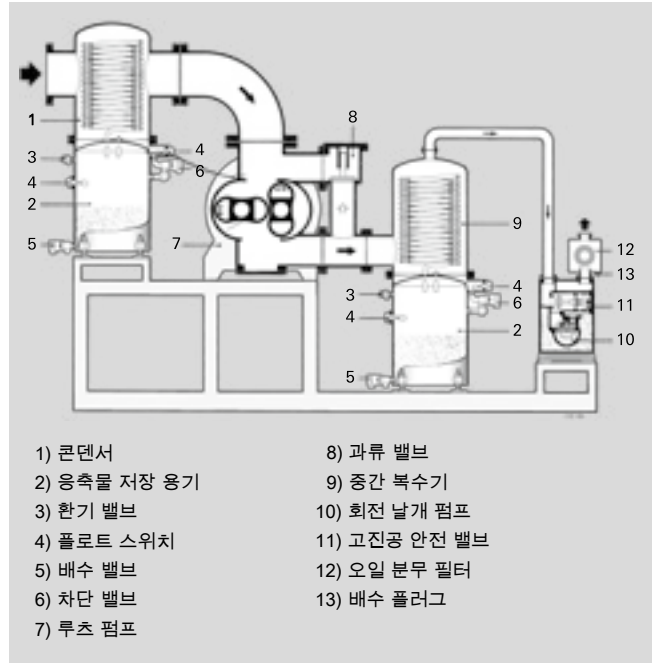 8
1
4
3
6
4
2
9
5
7
12
13
4
3
6
11
4
2
10
5
1) 콘덴서
2) 응축물 저장 용기
3) 환기 밸브
4) 플로트 스위치
5) 배수 밸브
6) 차단 밸브
7) 루츠 펌프
8) 과류 밸브
9) 중간 복수기
10) 회전 날개 펌프
11) 고진공 안전 밸브
12) 오일 분무 필터
13) 배수 플러그